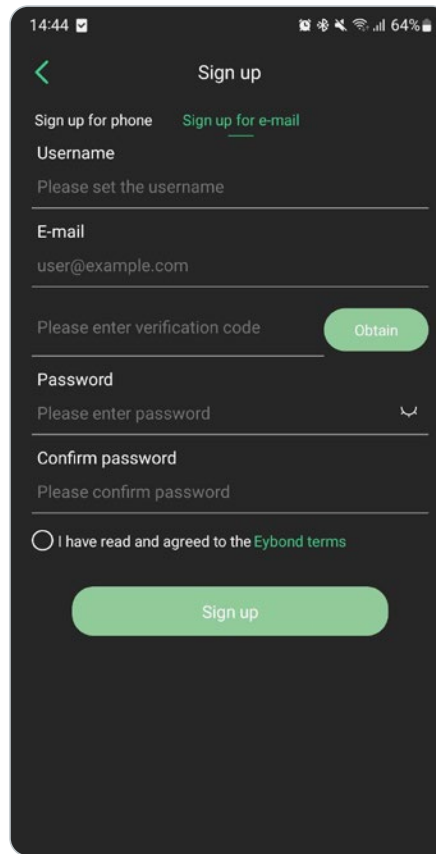 14:44
64%
Sign up
Sign up for phone Sign up for e-mail
Username
Please set the username
E-mail
user@example.com
Please enter verification code Obtain
Password
Please enter password
Confirm password
Please confirm password
I have read and agreed to the Eybond terms
Sign up